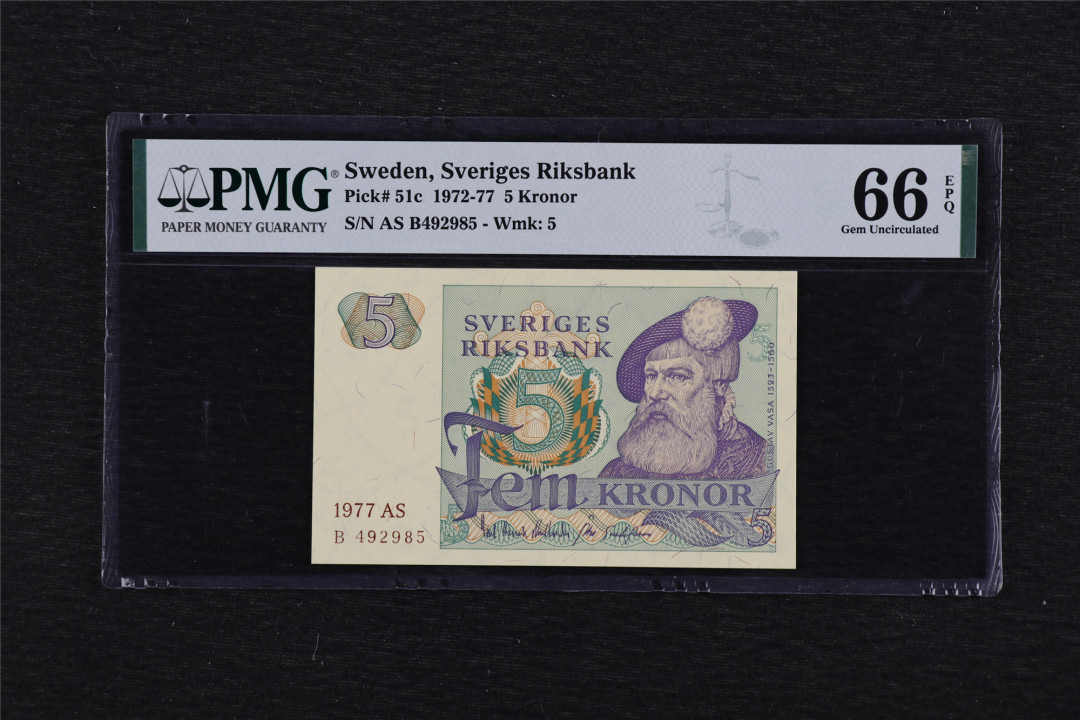 PMG®
PAPER MONEY GUARANTY
Sweden, Sveriges Riksbank
Pick# 51c 1972-77 5 Kronor
S/N AS B492985 - Wmk: 5
66
EPQ
Gem Uncirculated
5
SVERIGES
RIKSBANK
5
5
GUSTAV VASA 1523-1560
Fem KRONOR
1977 AS
B 492985
5